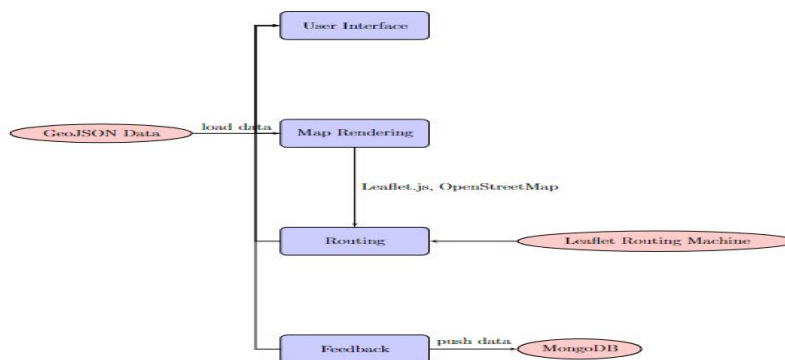 User Interface
GeoJSON Data
load data
Map Rendering
Leaflet.js, OpenStreetMap
Routing
Leaflet Routing Machine
Feedback
push data
MongoDB